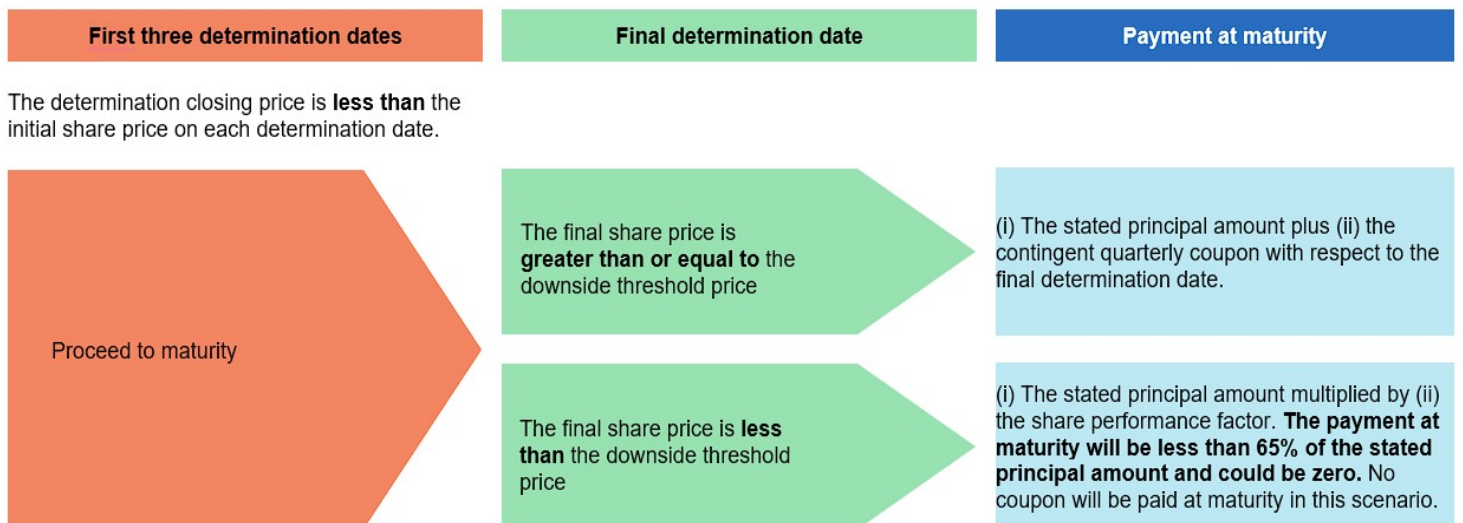 First three determination dates
Final determination date
Payment at maturity
The determination closing price is less than the
initial share price on each determination date.
Proceed to maturity
The final share price is
greater than or equal to the
downside threshold price
(i) The stated principal amount plus (ii) the
contingent quarterly coupon with respect to the
final determination date.
The final share price is less
than the downside threshold
price
(i) The stated principal amount multiplied by (ii)
the share performance factor. The payment at
maturity will be less than 65% of the stated
principal amount and could be zero. No
coupon will be paid at maturity in this scenario.